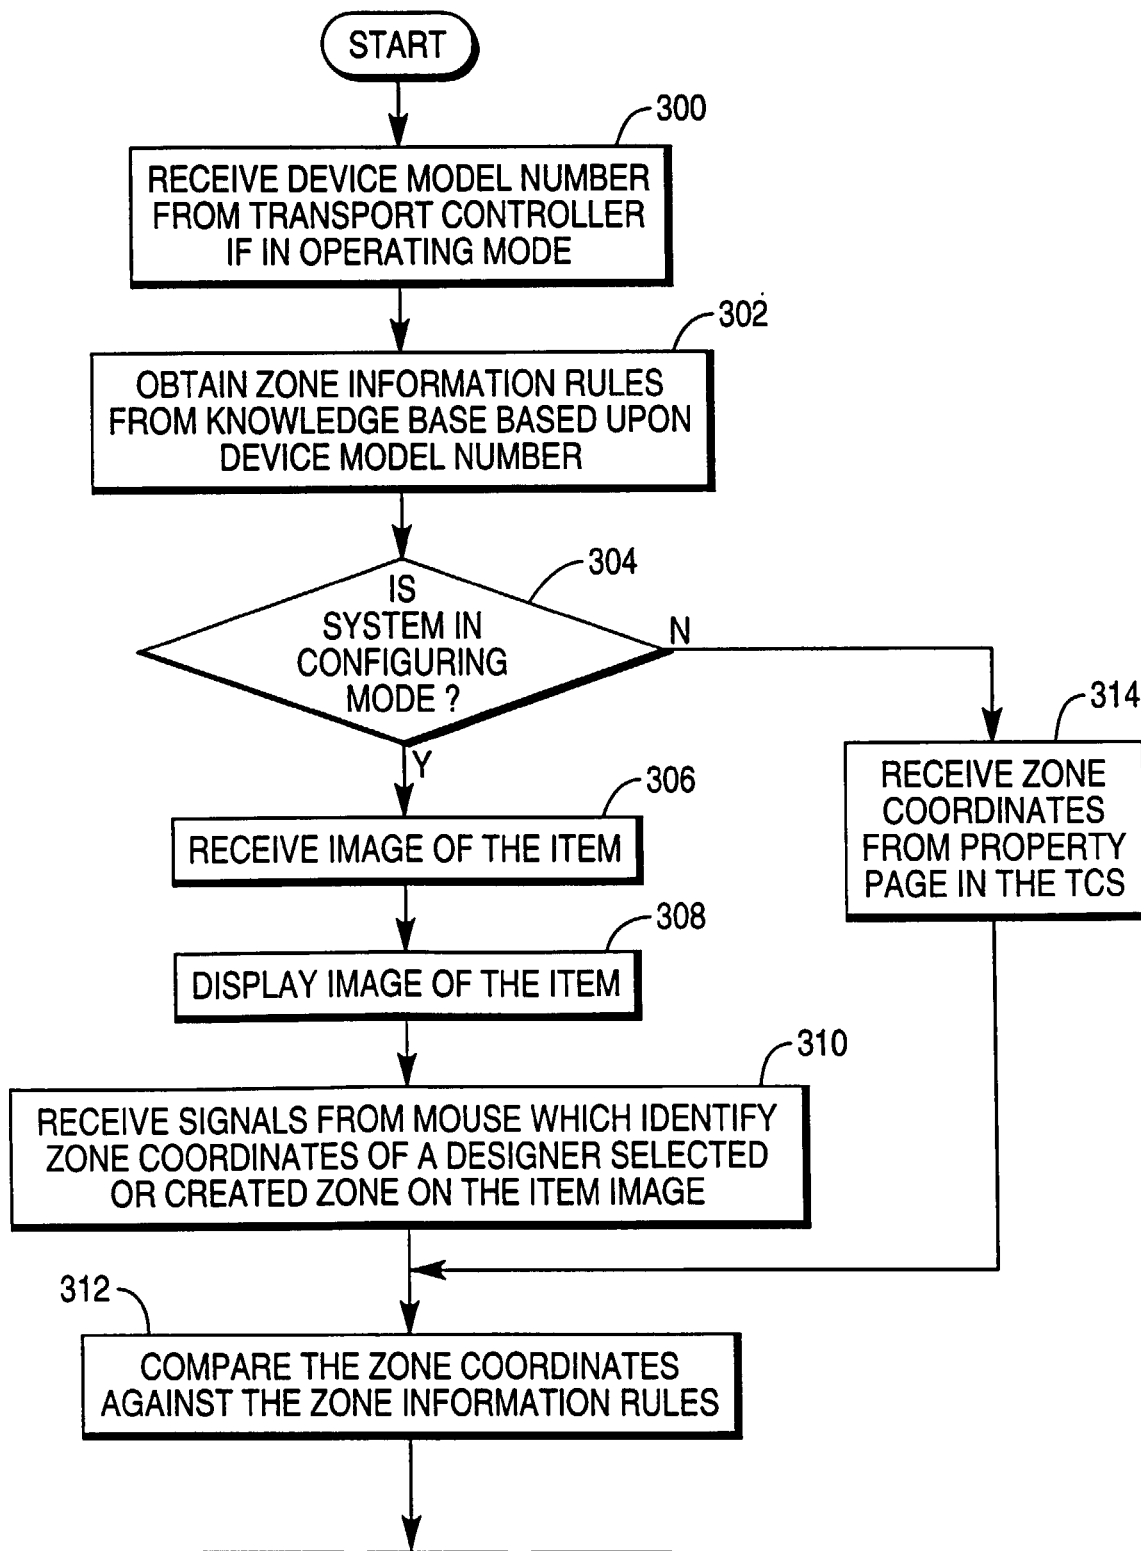 START
300
RECEIVE DEVICE MODEL NUMBER
FROM TRANSPORT CONTROLLER
IF IN OPERATING MODE
302
OBTAIN ZONE INFORMATION RULES
FROM KNOWLEDGE BASE BASED UPON
DEVICE MODEL NUMBER
304
IS
SYSTEM IN
CONFIGURING
MODE ?
N
Y
314
RECEIVE ZONE
COORDINATES
FROM PROPERTY
PAGE IN THE TCS
306
RECEIVE IMAGE OF THE ITEM
308
DISPLAY IMAGE OF THE ITEM
310
RECEIVE SIGNALS FROM MOUSE WHICH IDENTIFY
ZONE COORDINATES OF A DESIGNER SELECTED
OR CREATED ZONE ON THE ITEM IMAGE
312
COMPARE THE ZONE COORDINATES
AGAINST THE ZONE INFORMATION RULES